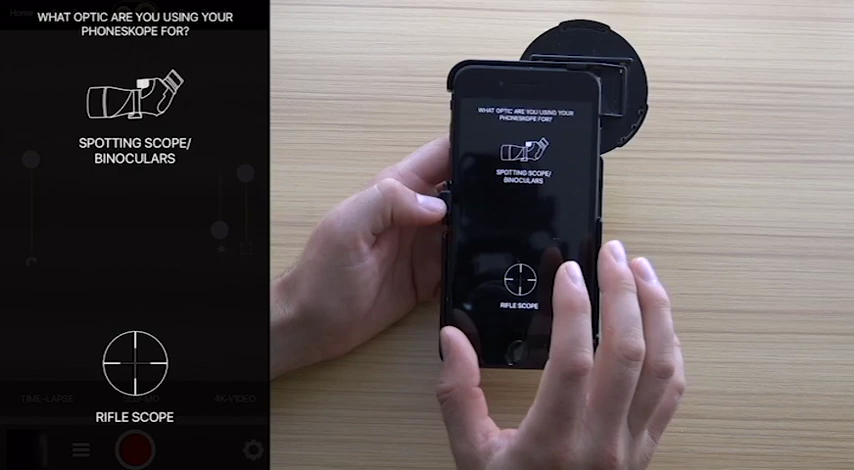 WHAT OPTIC ARE YOU USING YOUR
PHONESKOPE FOR?
SPOTTING SCOPE/
BINOCULARS
TIME-LAPSE
4K-VIDEO
RIFLE SCOPE
WHAT OPTIC ARE YOU USING YOUR
PHONESKOPE FOR?
SPOTTING SCOPE/
BINOCULARS
RIFLE SCOPE